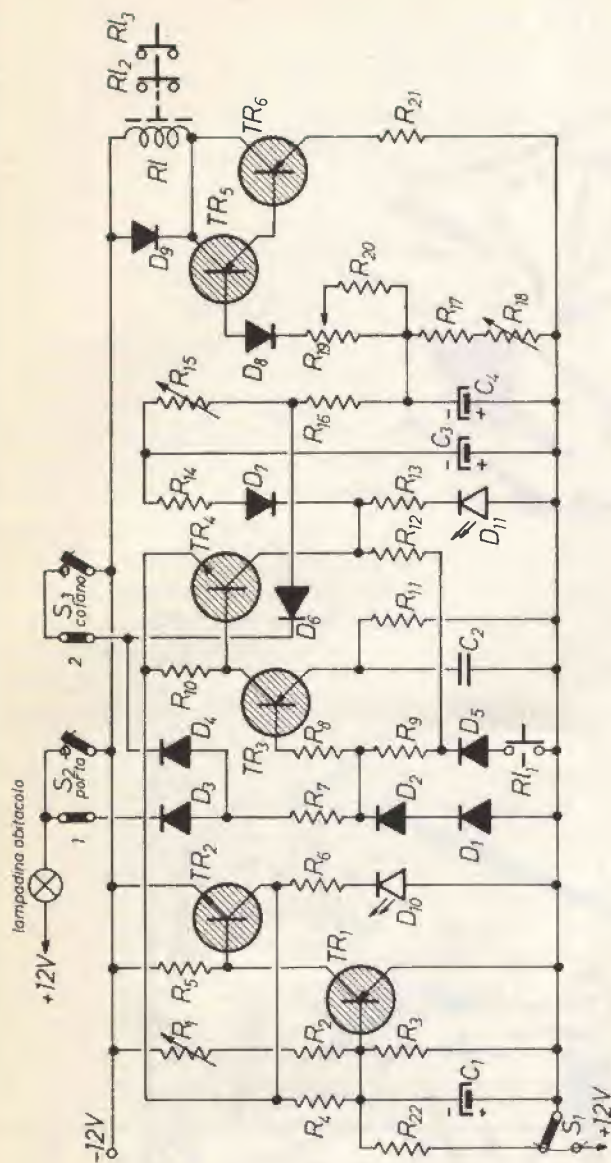 lampadina abitacolo
+12V
-12V
1
S2
porta
2
S3
cofano
Rl2
Rl3
Rl
D9
TR5
TR6
R21
R20
R19
D8
R17
R18
R15
R16
C4
C3
R14
D7
R13
D11
TR4
R12
R11
D6
R10
TR3
C2
D4
D3
R8
R9
D5
Rl1
R7
D2
D1
TR2
R6
D10
R5
TR1
R1
R2
R3
R4
C1
R22
S1
+12V